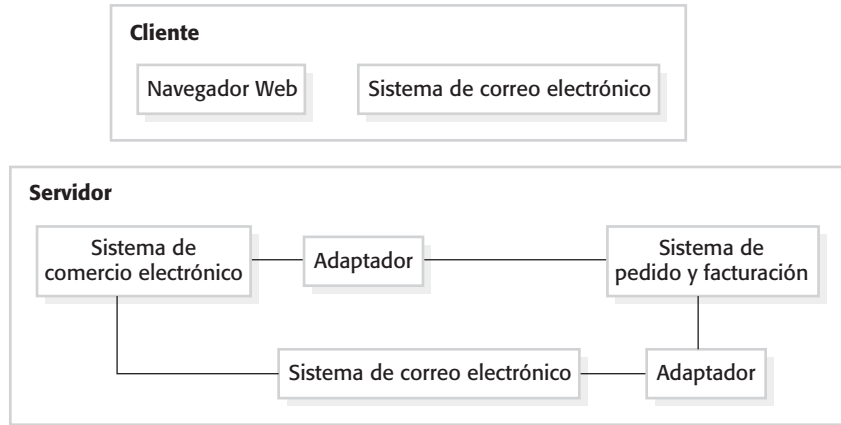 Cliente
Navegador Web
Sistema de correo electrónico
Servidor
Sistema de
comercio electrónico
Adaptador
Sistema de
pedido y facturación
Sistema de correo electrónico
Adaptador